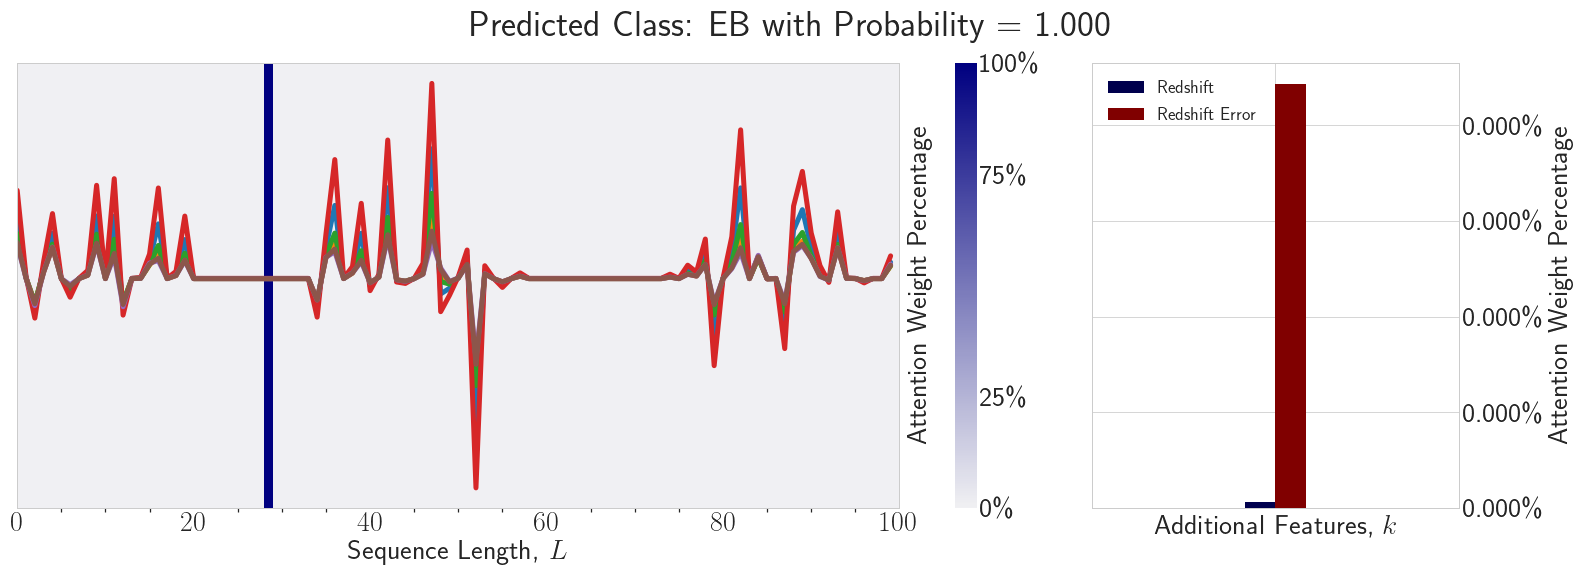 Predicted Class: EB with Probability = 1.000
0
20
40
60
80
100
Sequence Length, L
100%
75%
25%
0%
Attention Weight Percentage
Redshift
Redshift Error
0.000%
0.000%
0.000%
0.000%
0.000%
Attention Weight Percentage
Additional Features, k